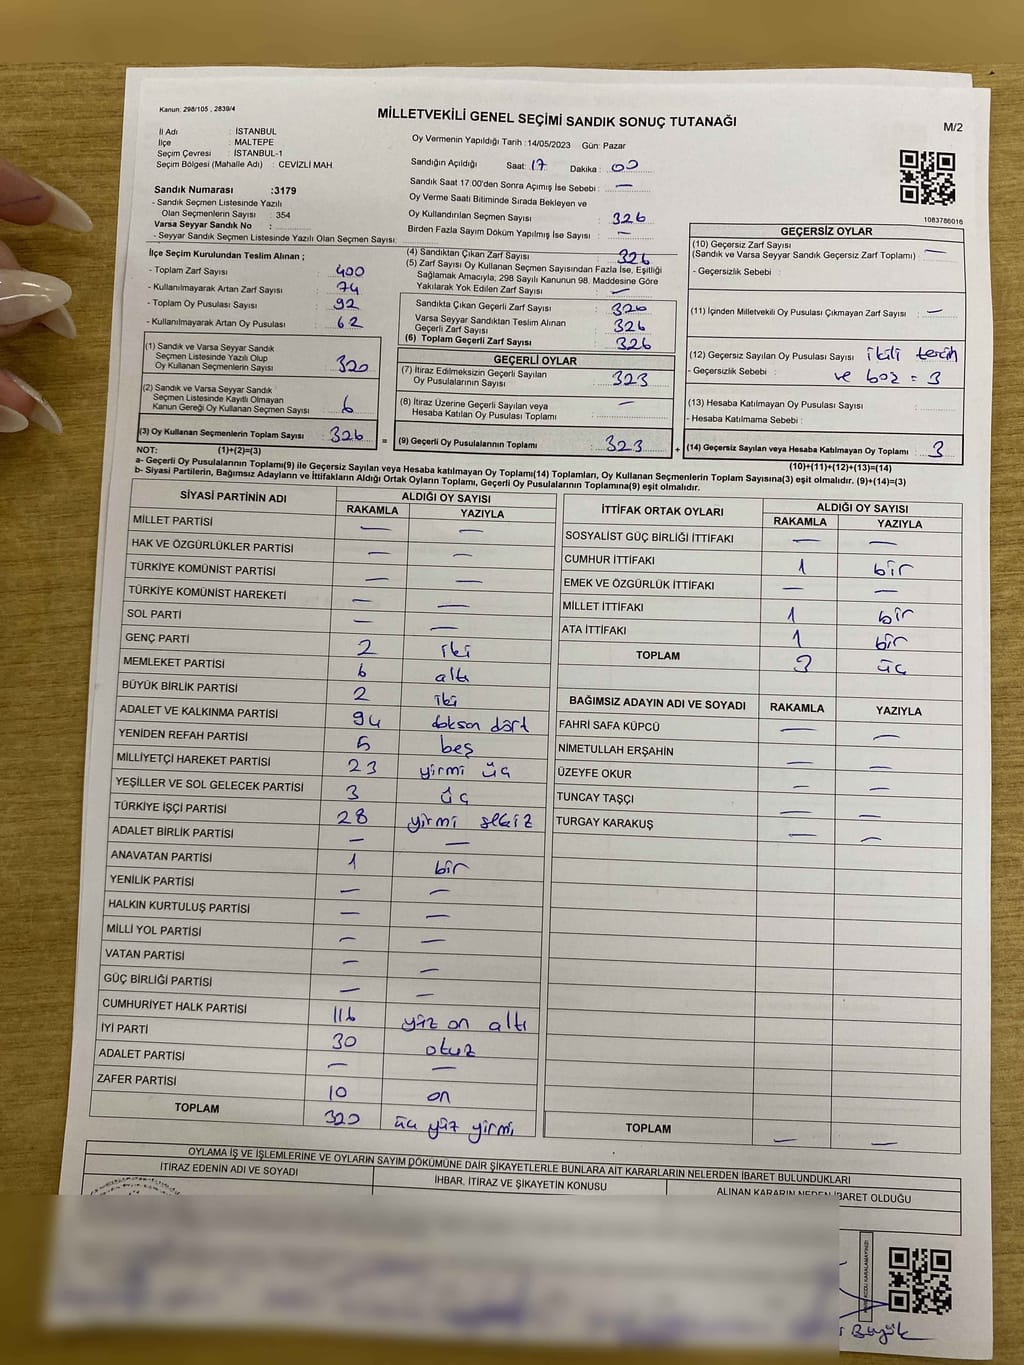 Kanun: 298/105 , 2839/4
MİLLETVEKİLİ GENEL SEÇİMİ SANDIK SONUÇ TUTANAĞI
M/2
İl Adı : İSTANBUL
İlçe : MALTEPE
Seçim Çevresi : İSTANBUL-1
Seçim Bölgesi (Mahalle Adı) : CEVİZLİ MAH.
Sandık Numarası :3179
- Sandık Seçmen Listesinde Yazılı
Olan Seçmenlerin Sayısı : 354
Varsa Seyyar Sandık No :
- Seyyar Sandık Seçmen Listesinde Yazılı Olan Seçmen Sayısı:
Oy Vermenin Yapıldığı Tarih :14/05/2023 Gün: Pazar
Sandığın Açıldığı Saat: 17 Dakika : 00
Sandık Saat 17:00'den Sonra Açımış İse Sebebi : —
Oy Verme Saati Bitiminde Sırada Bekleyen ve
Oy Kullandırılan Seçmen Sayısı : 326
Birden Fazla Sayım Döküm Yapılmış İse Sayısı : —
1083786016
İlçe Seçim Kurulundan Teslim Alınan ;
- Toplam Zarf Sayısı : 400
- Kullanılmayarak Artan Zarf Sayısı : 74
- Toplam Oy Pusulası Sayısı : 92
- Kullanılmayarak Artan Oy Pusulası : 62
(4) Sandıktan Çıkan Zarf Sayısı : 326
(5) Zarf Sayısı Oy Kullanan Seçmen Sayısından Fazla İse, Eşitliği
Sağlamak Amacıyla; 298 Sayılı Kanunun 98. Maddesine Göre
Yakılarak Yok Edilen Zarf Sayısı : —
Sandıkta Çıkan Geçerli Zarf Sayısı : 326
Varsa Seyyar Sandıktan Teslim Alınan
Geçerli Zarf Sayısı : 326
(6) Toplam Geçerli Zarf Sayısı : 326
GEÇERSİZ OYLAR
(10) Geçersiz Zarf Sayısı
(Sandık ve Varsa Seyyar Sandık Geçersiz Zarf Toplamı) : —
- Geçersizlik Sebebi :
(11) İçinden Milletvekili Oy Pusulası Çıkmayan Zarf Sayısı : —
(12) Geçersiz Sayılan Oy Pusulası Sayısı : ikili tercih
- Geçersizlik Sebebi : ve boz = 3
(13) Hesaba Katılmayan Oy Pusulası Sayısı :
- Hesaba Katılmama Sebebi :
(14) Geçersiz Sayılan veya Hesaba Katılmayan Oy Toplamı : 3
(1) Sandık ve Varsa Seyyar Sandık
Seçmen Listesinde Yazılı Olup
Oy Kullanan Seçmenlerin Sayısı : 320
(2) Sandık ve Varsa Seyyar Sandık
Seçmen Listesinde Kayıtlı Olmayan
Kanun Gereği Oy Kullanan Seçmen Sayısı : 6
(3) Oy Kullanan Seçmenlerin Toplam Sayısı : 326
GEÇERLİ OYLAR
(7) İtiraz Edilmeksizin Geçerli Sayılan
Oy Pusulalarının Sayısı : 323
(8) İtiraz Üzerine Geçerli Sayılan veya
Hesaba Katılan Oy Pusulası Toplamı : —
= (9) Geçerli Oy Pusulalarının Toplamı : 323 +
NOT: (1)+(2)=(3)
(10)+(11)+(12)+(13)=(14)
a- Geçerli Oy Pusulalarının Toplamı(9) ile Geçersiz Sayılan veya Hesaba katılmayan Oy Toplamı(14) Toplamları, Oy Kullanan Seçmenlerin Toplam Sayısına(3) eşit olmalıdır. (9)+(14)=(3)
b- Siyasi Partilerin, Bağımsız Adayların ve İttifakların Aldığı Ortak Oyların Toplamı, Geçerli Oy Pusulalarının Toplamına(9) eşit olmalıdır.
SİYASİ PARTİNİN ADI ALDIĞI OY SAYISI
RAKAMLA YAZIYLA
MİLLET PARTİSİ — —
HAK VE ÖZGÜRLÜKLER PARTİSİ — —
TÜRKİYE KOMÜNİST PARTİSİ — —
TÜRKİYE KOMÜNİST HAREKETİ — —
SOL PARTİ — —
GENÇ PARTİ 2 iki
MEMLEKET PARTİSİ 6 altı
BÜYÜK BİRLİK PARTİSİ 2 iki
ADALET VE KALKINMA PARTİSİ 94 doksan dört
YENİDEN REFAH PARTİSİ 5 beş
MİLLİYETÇİ HAREKET PARTİSİ 23 yirmi üç
YEŞİLLER VE SOL GELECEK PARTİSİ 3 üç
TÜRKİYE İŞÇİ PARTİSİ 28 yirmi sekiz
ADALET BİRLİK PARTİSİ — —
ANAVATAN PARTİSİ 1 bir
YENİLİK PARTİSİ — —
HALKIN KURTULUŞ PARTİSİ — —
MİLLİ YOL PARTİSİ — —
VATAN PARTİSİ — —
GÜÇ BİRLİĞİ PARTİSİ — —
CUMHURİYET HALK PARTİSİ 116 yüz on altı
İYİ PARTİ 30 otuz
ADALET PARTİSİ — —
ZAFER PARTİSİ 10 on
TOPLAM 320 üç yüz yirmi
İTTİFAK ORTAK OYLARI ALDIĞI OY SAYISI
RAKAMLA YAZIYLA
SOSYALİST GÜÇ BİRLİĞİ İTTİFAKI — —
CUMHUR İTTİFAKI 1 bir
EMEK VE ÖZGÜRLÜK İTTİFAKI — —
MİLLET İTTİFAKI 1 bir
ATA İTTİFAKI 1 bir
TOPLAM 3 üç
BAĞIMSIZ ADAYIN ADI VE SOYADI RAKAMLA YAZIYLA
FAHRİ SAFA KÜPCÜ — —
NİMETULLAH ERŞAHİN — —
ÜZEYFE OKUR — —
TUNCAY TAŞÇI — —
TURGAY KARAKUŞ — —
TOPLAM — —
OYLAMA İŞ VE İŞLEMLERİNE VE OYLARIN SAYIM DÖKÜMÜNE DAİR ŞİKAYETLERLE BUNLARA AİT KARARLARIN NELERDEN İBARET BULUNDUKLARI
İTİRAZ EDENİN ADI VE SOYADI İHBAR, İTİRAZ VE ŞİKAYETİN KONUSU ALINAN KARARIN NEDEN İBARET OLDUĞU
Büyük